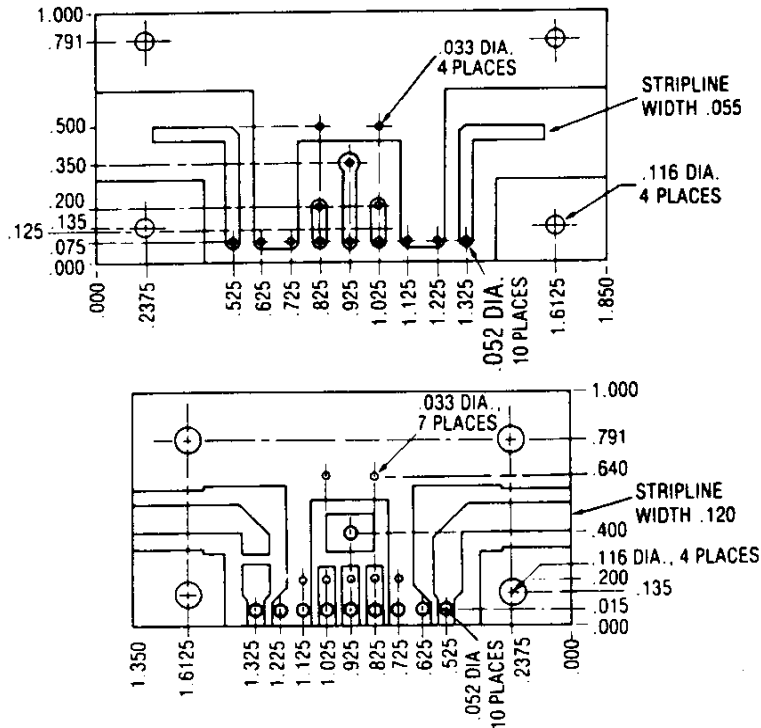 1.000
.791
.500
.350
.200
.135
.125
.075
.000
.033 DIA.
4 PLACES
STRIPLINE
WIDTH .055
.116 DIA.
4 PLACES
.052 DIA.
10 PLACES
.000
.2375
.525
.625
.725
.825
.925
1.025
1.125
1.225
1.325
1.6125
1.850
.033 DIA.,
7 PLACES
1.000
.791
.640
STRIPLINE
WIDTH .120
.400
.116 DIA., 4 PLACES
.200
.135
.015
.000
1.350
1.6125
1.325
1.225
1.125
1.025
.925
.825
.725
.625
.525
.052 DIA
10 PLACES
.2375
.000